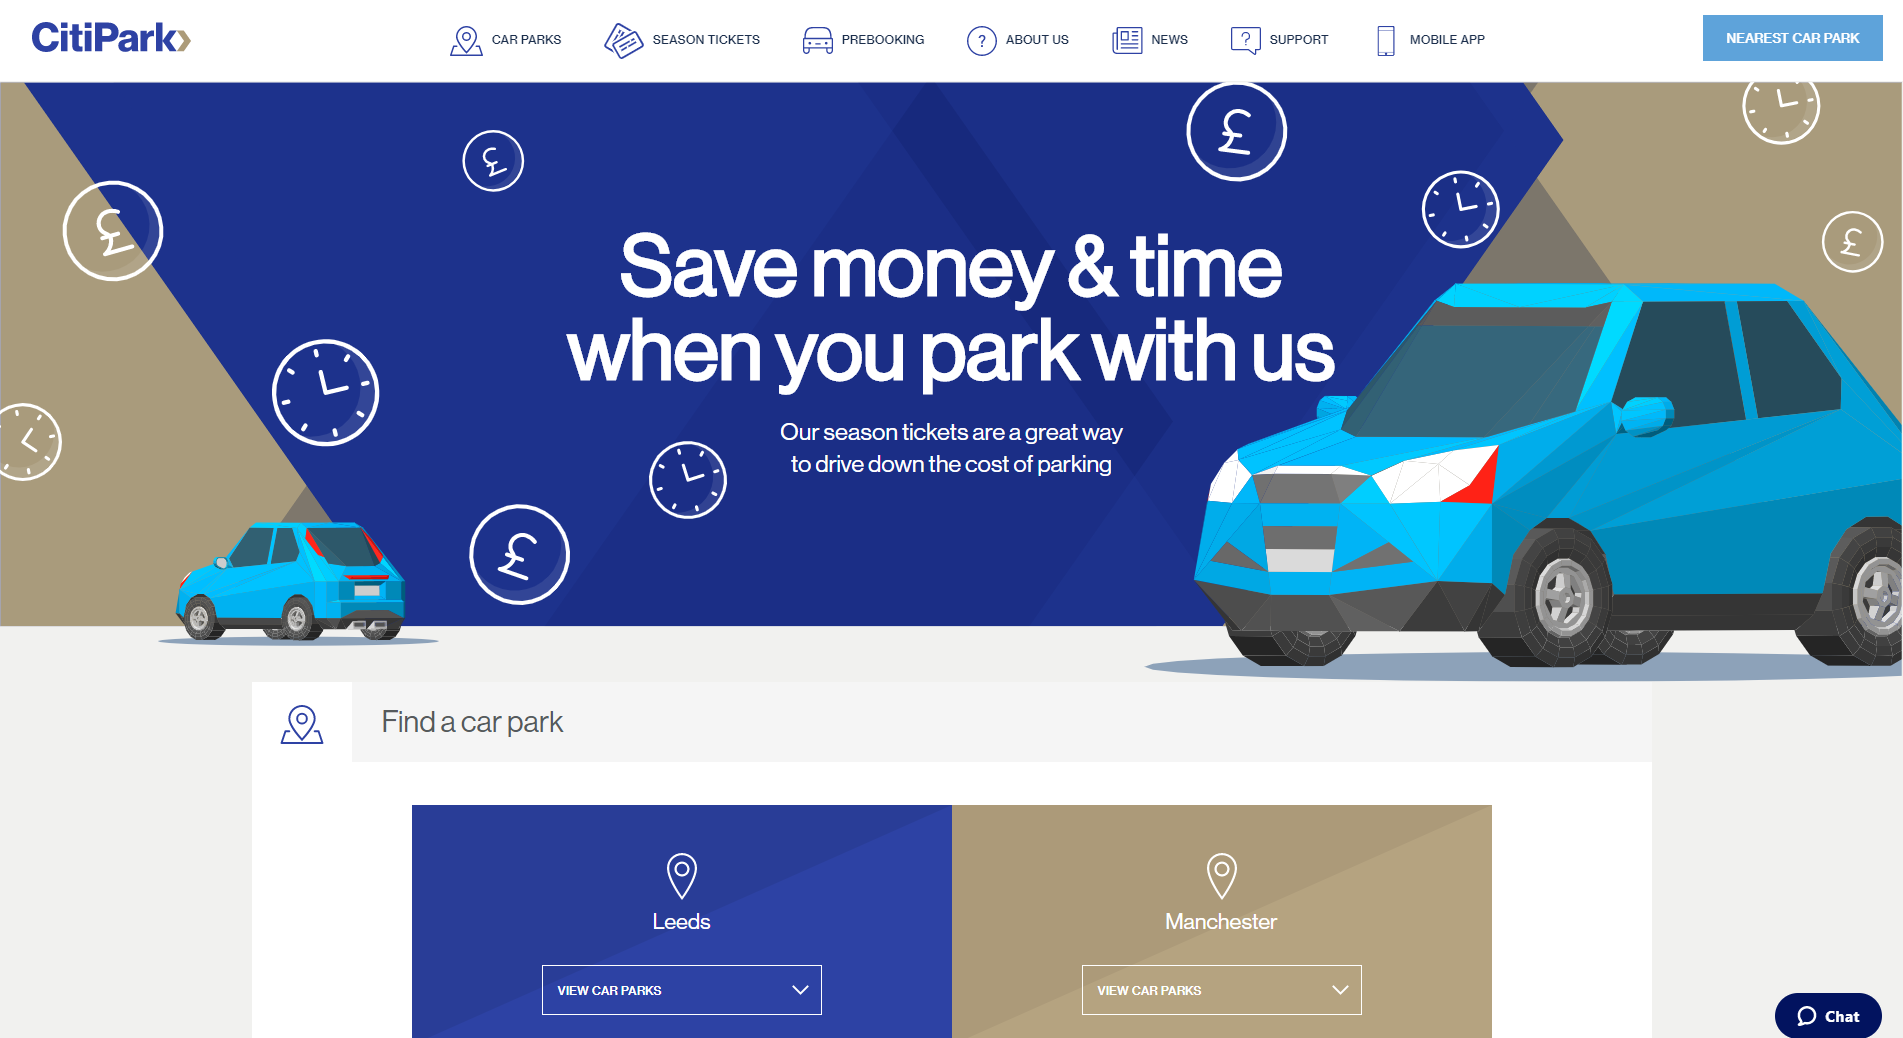 CitiPark
CAR PARKS
SEASON TICKETS
PREBOOKING
? ABOUT US
NEWS
? SUPPORT
MOBILE APP
NEAREST CAR PARK
£
£
£
£
£
Save money & time
when you park with us
Our season tickets are a great way
to drive down the cost of parking
Find a car park
Leeds
VIEW CAR PARKS
Manchester
VIEW CAR PARKS
Chat